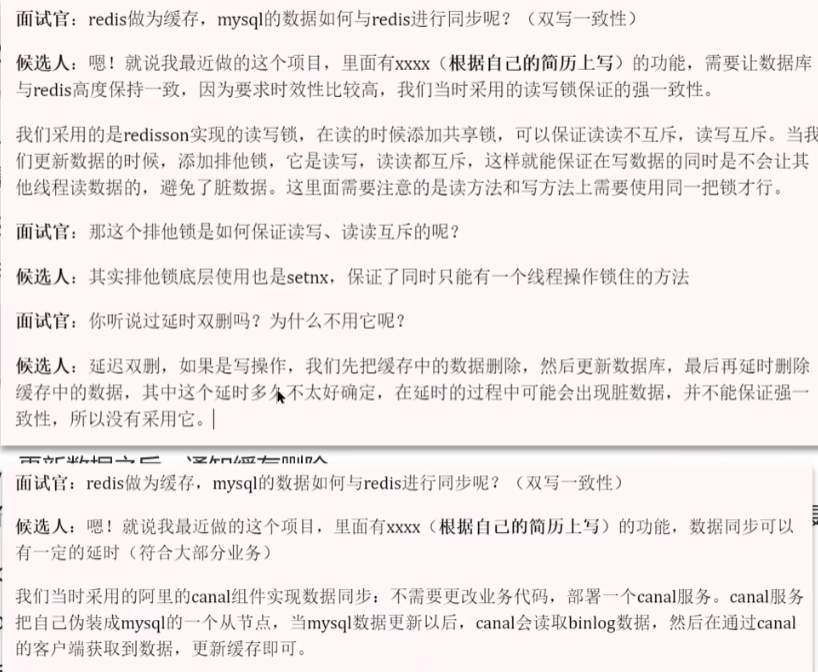 面试官：redis做为缓存，mysql的数据如何与redis进行同步呢？（双写一致性）
候选人：嗯！就说我最近做的这个项目，里面有xxxx（根据自己的简历上写）的功能，需要让数据库
与redis高度保持一致，因为要求时效性比较高，我们当时采用的读写锁保证的强一致性。
我们采用的是redisson实现的读写锁，在读的时候添加共享锁，可以保证读读不互斥，读写互斥。当我
们更新数据的时候，添加排他锁，它是读写，读读都互斥，这样就能保证在写数据的同时是不会让其
他线程读数据的，避免了脏数据。这里面需要注意的是读方法和写方法上需要使用同一把锁才行。
面试官：那这个排他锁是如何保证读写、读读互斥的呢？
候选人：其实排他锁底层使用也是setnx，保证了同时只能有一个线程操作锁住的方法
面试官：你听说过延时双删吗？为什么不用它呢？
候选人：延迟双删，如果是写操作，我们先把缓存中的数据删除，然后更新数据库，最后再延时删除
缓存中的数据，其中这个延时多久不太好确定，在延时的过程中可能会出现脏数据，并不能保证强一
致性，所以没有采用它。
更新数据之后，通知缓存删除
面试官：redis做为缓存，mysql的数据如何与redis进行同步呢？（双写一致性）
候选人：嗯！就说我最近做的这个项目，里面有xxxx（根据自己的简历上写）的功能，数据同步可以
有一定的延时（符合大部分业务）
我们当时采用的阿里的canal组件实现数据同步：不需要更改业务代码，部署一个canal服务。canal服务
把自己伪装成mysql的一个从节点，当mysql数据更新以后，canal会读取binlog数据，然后在通过canal
的客户端获取到数据，更新缓存即可。